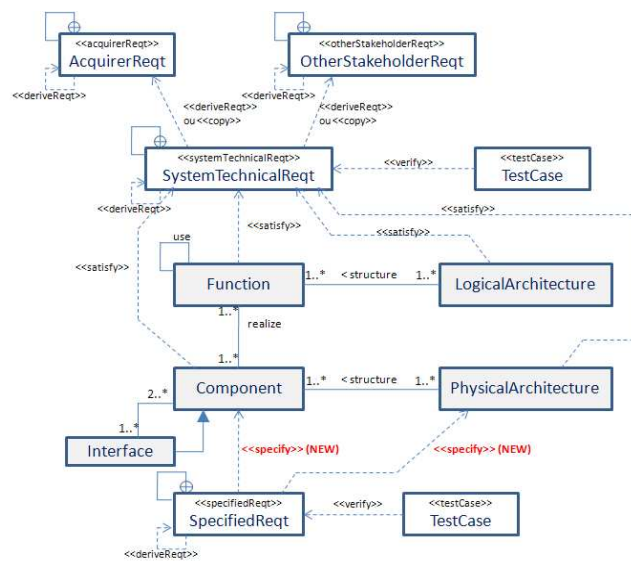 <<acquirerReqt>>
AcquirerReqt
<<otherStakeholderReqt>>
OtherStakeholderReqt
<<deriveReqt>>
<<deriveReqt>>
<<deriveReqt>>
ou <<copy>>
<<deriveReqt>>
ou <<copy>>
<<systemTechnicalReqt>>
SystemTechnicalReqt
<<verify>>
<<testCase>>
TestCase
<<deriveReqt>>
<<satisfy>>
<<satisfy>>
<<satisfy>>
use
<<satisfy>>
Function
1..*
< structure
1..*
LogicalArchitecture
1..*
realize
1..*
Component
1..*
< structure
1..*
PhysicalArchitecture
2..*
1..*
Interface
<<specify>> (NEW)
<<specify>> (NEW)
<<specifiedReqt>>
SpecifiedReqt
<<verify>>
<<testCase>>
TestCase
<<deriveReqt>>